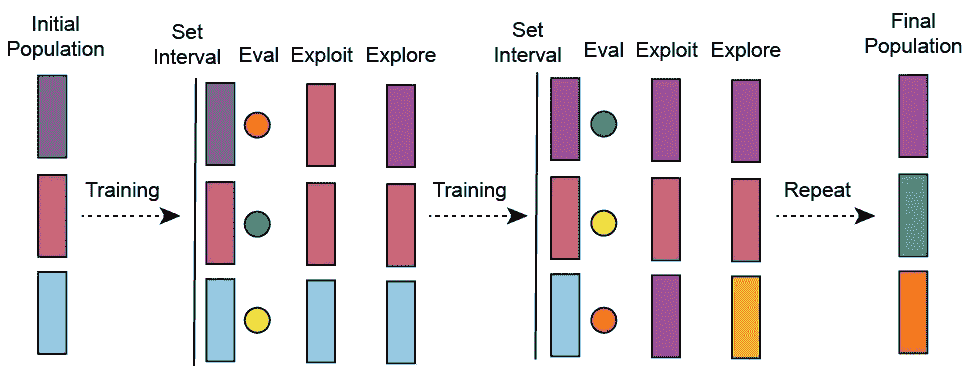 Initial
Population
Set
Interval
Eval
Exploit
Explore
Set
Interval
Eval
Exploit
Explore
Final
Population
Training
Training
Repeat